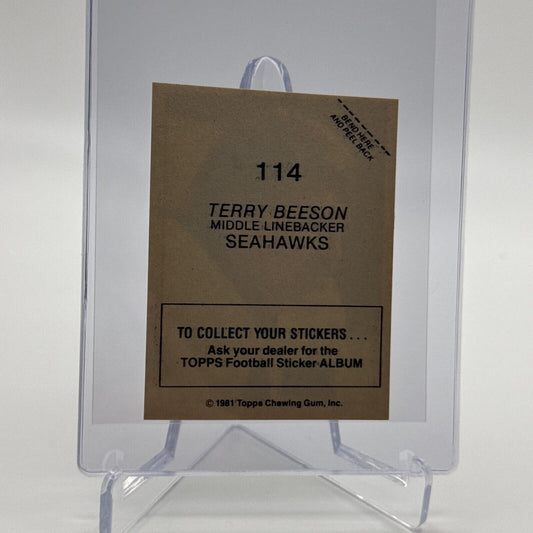 BEND HERE
AND PEEL BACK
114
TERRY BEESON
MIDDLE LINEBACKER
SEAHAWKS
TO COLLECT YOUR STICKERS...
Ask your dealer for the
TOPPS Football Sticker ALBUM
© 1981 Topps Chewing Gum, Inc.